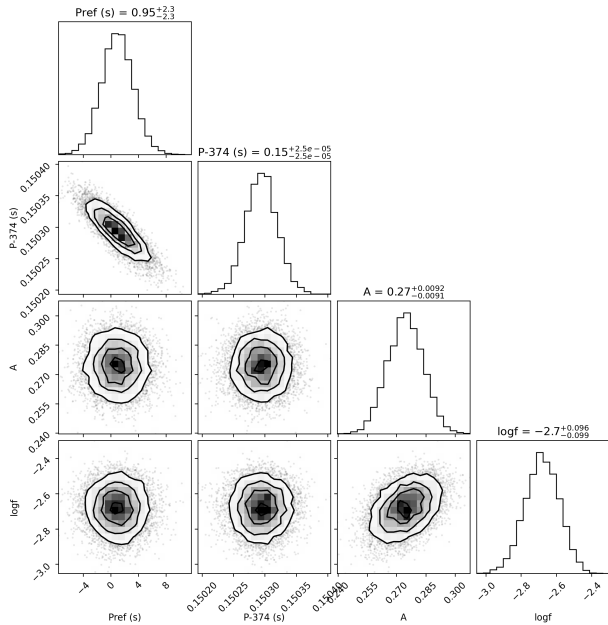 Pref (s) = 0.95 +2.3 −2.3
P-374 (s) = 0.15 +2.5e−05 −2.5e−05
0.15040
0.15035
0.15030
0.15025
0.15020
P-374 (s)
A = 0.27 +0.0092 −0.0091
0.300
0.285
0.270
0.255
0.240
A
logf = −2.7 +0.096 −0.099
−2.4
−2.6
−2.8
−3.0
logf
−4 0 4 8
0.15020 0.15025 0.15030 0.15035 0.15040
0.240 0.255 0.270 0.285 0.300
−3.0 −2.8 −2.6 −2.4
Pref (s) P-374 (s) A logf